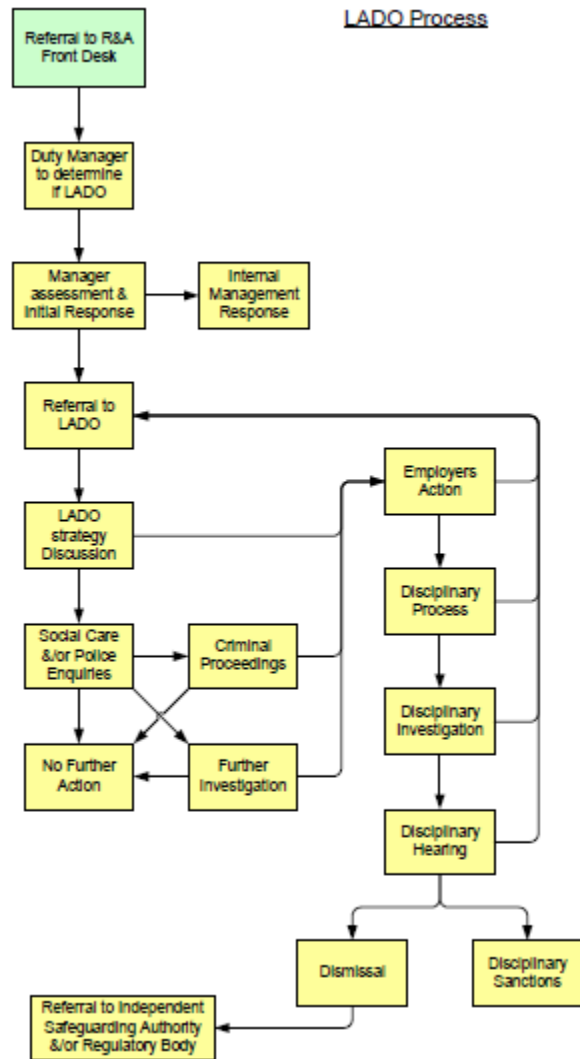 LADO Process
Referral to R&A
Front Desk
Duty Manager
to determine
if LADO
Manager
assessment &
Initial Response
Internal
Management
Response
Referral to
LADO
LADO
strategy
Discussion
Employers
Action
Disciplinary
Process
Social Care
&/or Police
Enquiries
Criminal
Proceedings
No Further
Action
Further
Investigation
Disciplinary
Investigation
Disciplinary
Hearing
Dismissal
Disciplinary
Sanctions
Referral to Independent
Safeguarding Authority
&/or Regulatory Body